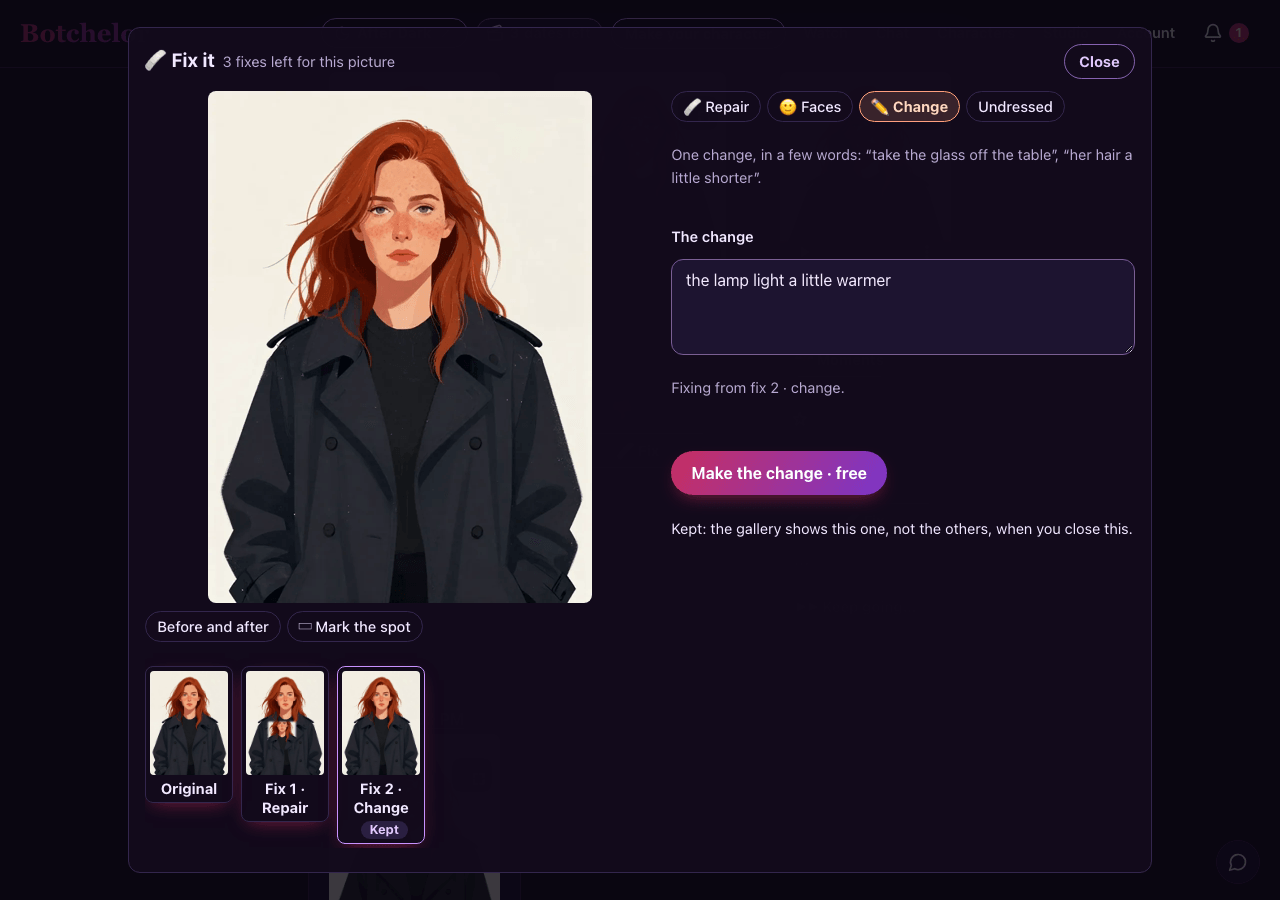 Botchelo
🩹 Fix it 3 fixes left for this picture
Close
unt
1
Repair
🙂 Faces
✏️ Change
Undressed
One change, in a few words: “take the glass off the table”, “her hair a
little shorter”.
The change
the lamp light a little warmer
Fixing from fix 2 · change.
Make the change · free
Kept: the gallery shows this one, not the others, when you close this.
Before and after
Mark the spot
Original
Fix 1 ·
Repair
Fix 2 ·
Change
Kept